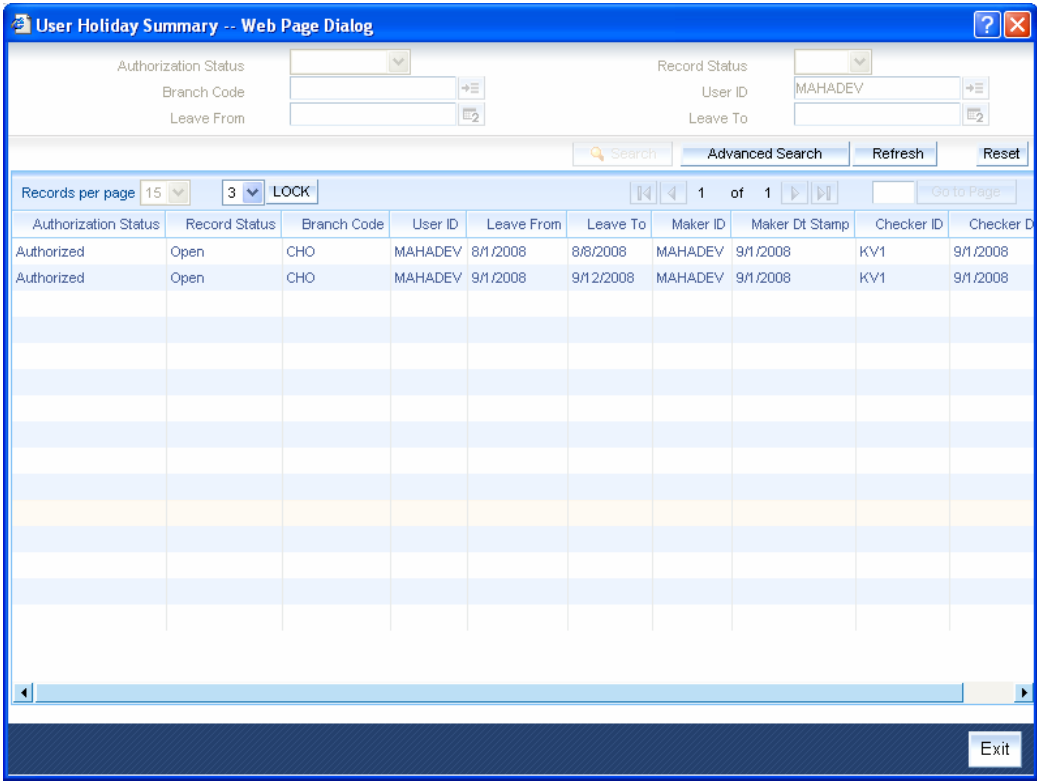 User Holiday Summary -- Web Page Dialog
?
Authorization Status Record Status
Branch Code User ID MAHADEV
Leave From Leave To
Search Advanced Search Refresh Reset
Records per page 15 3 LOCK 1 of 1 Go to Page
Authorization Status Record Status Branch Code User ID Leave From Leave To Maker ID Maker Dt Stamp Checker ID Checker D
Authorized Open CHO MAHADEV 8/1/2008 8/8/2008 MAHADEV 9/1/2008 KV1 9/1/2008
Authorized Open CHO MAHADEV 9/1/2008 9/12/2008 MAHADEV 9/1/2008 KV1 9/1/2008
Exit